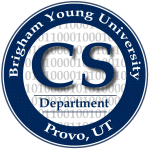 Brigham Young University
CS
Department
Provo, UT